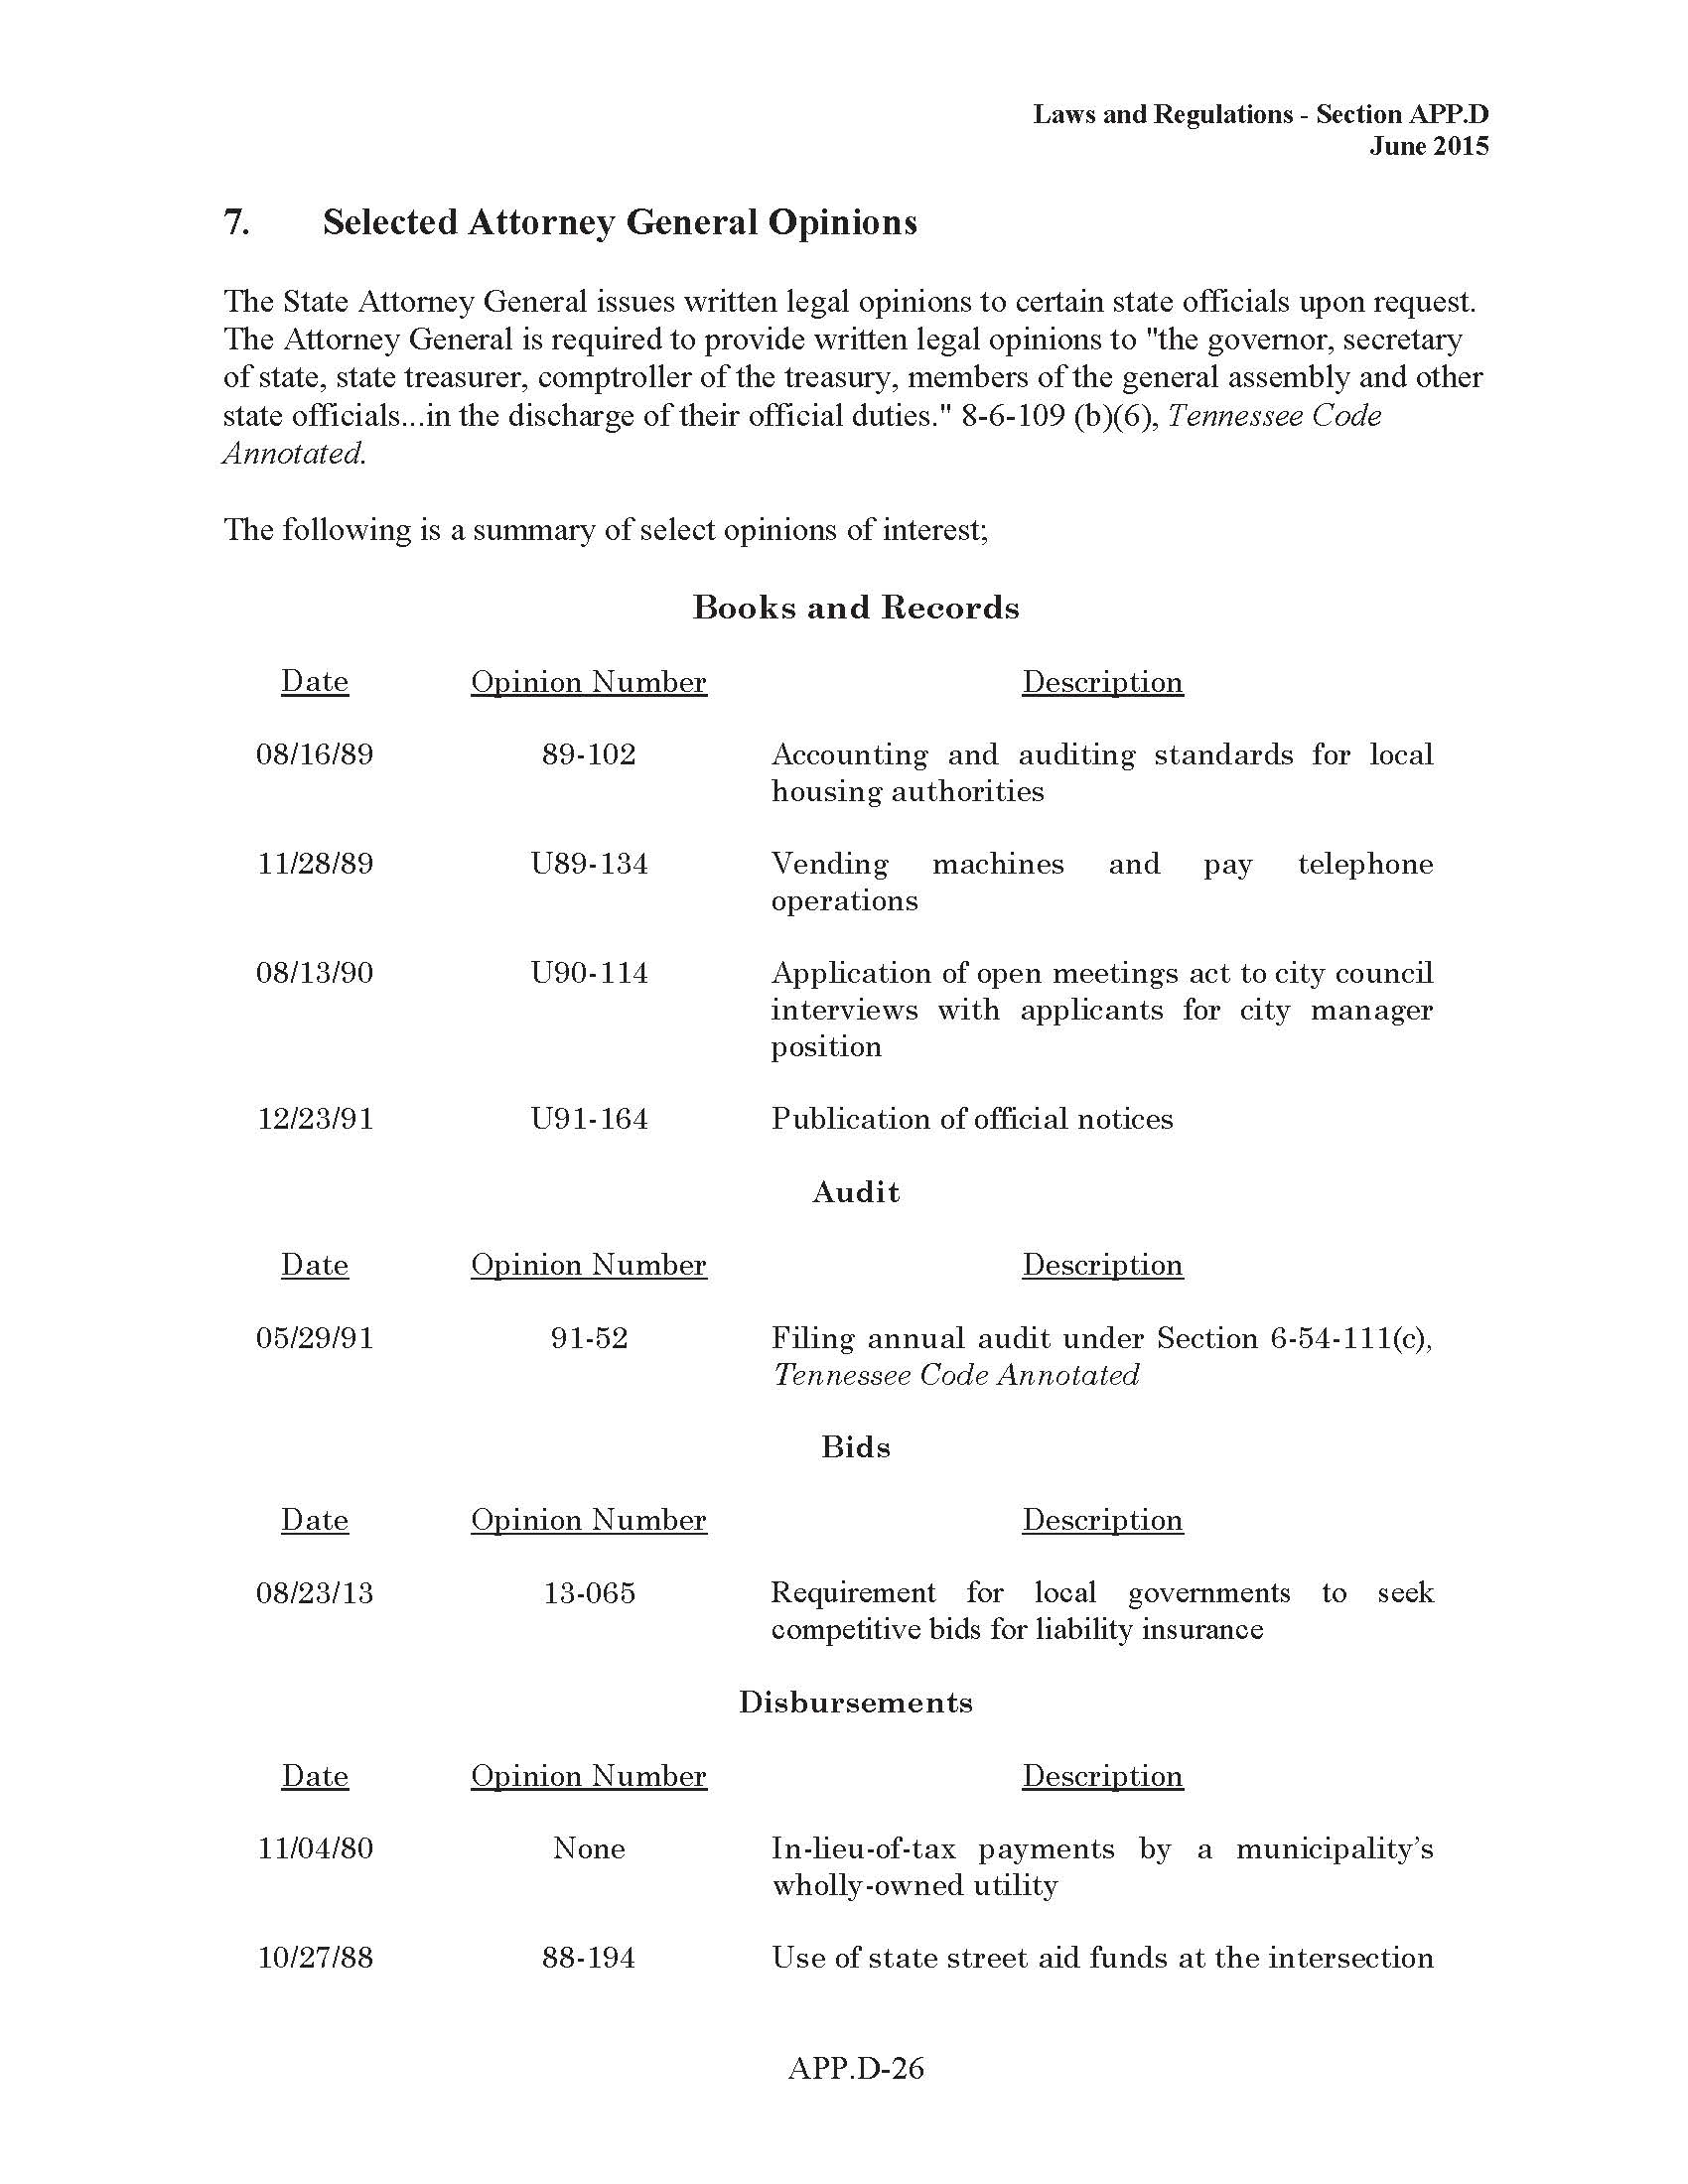 Laws and Regulations - Section APP.D
June 2015
7. Selected Attorney General Opinions
The State Attorney General issues written legal opinions to certain state officials upon request.
The Attorney General is required to provide written legal opinions to "the governor, secretary
of state, state treasurer, comptroller of the treasury, members of the general assembly and other
state officials...in the discharge of their official duties." 8-6-109 (b)(6), Tennessee Code
Annotated.
The following is a summary of select opinions of interest;
Books and Records
Date Opinion Number Description
08/16/89 89-102 Accounting and auditing standards for local
housing authorities
11/28/89 U89-134 Vending machines and pay telephone
operations
08/13/90 U90-114 Application of open meetings act to city council
interviews with applicants for city manager
position
12/23/91 U91-164 Publication of official notices
Audit
Date Opinion Number Description
05/29/91 91-52 Filing annual audit under Section 6-54-111(c),
Tennessee Code Annotated
Bids
Date Opinion Number Description
08/23/13 13-065 Requirement for local governments to seek
competitive bids for liability insurance
Disbursements
Date Opinion Number Description
11/04/80 None In-lieu-of-tax payments by a municipality’s
wholly-owned utility
10/27/88 88-194 Use of state street aid funds at the intersection
APP.D-26